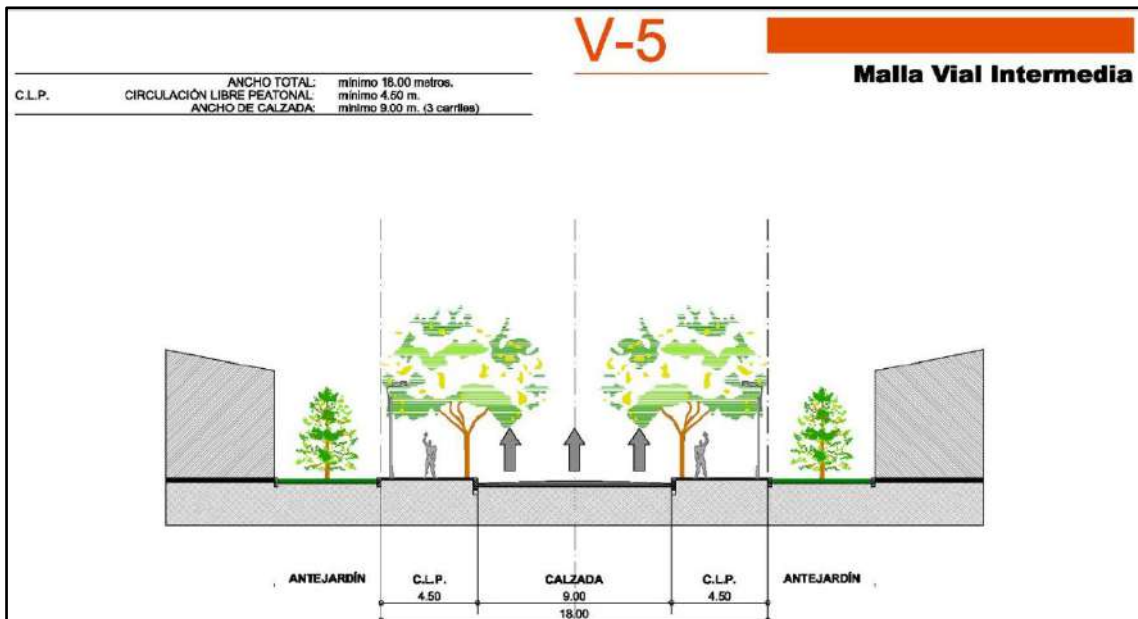 V-5
Malla Vial Intermedia
ANCHO TOTAL: mínimo 18.00 metros.
C.L.P. CIRCULACIÓN LIBRE PEATONAL: mínimo 4.50 m.
ANCHO DE CALZADA: mínimo 9.00 m. (3 carriles)
ANTEJARDÍN C.L.P. CALZADA C.L.P. ANTEJARDÍN
4.50 9.00 4.50
18.00